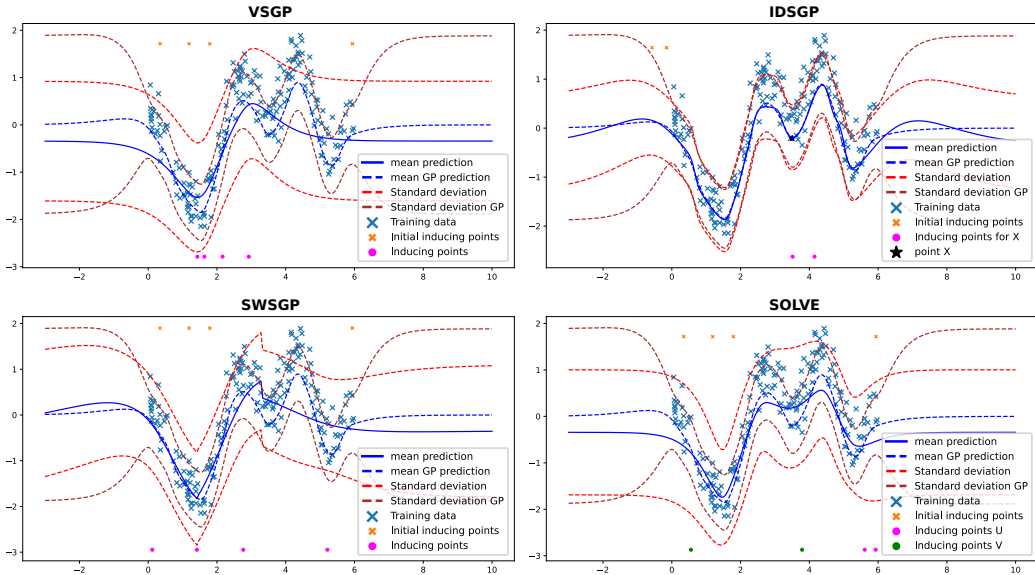 VSGP
2
1
0
−1
−2
−3
−2
0
2
4
6
8
10
mean prediction
mean GP prediction
Standard deviation
Standard deviation GP
Training data
Initial inducing points
Inducing points
IDSGP
2
1
0
−1
−2
−2
0
2
4
6
8
10
mean prediction
mean GP prediction
Standard deviation
Standard deviation GP
Training data
Initial inducing points
Inducing points for X
point X
SWSGP
2
1
0
−1
−2
−3
−2
0
2
4
6
8
10
mean prediction
mean GP prediction
Standard deviation
Standard deviation GP
Training data
Initial inducing points
Inducing points
SOLVE
2
1
0
−1
−2
−3
−2
0
2
4
6
8
10
mean prediction
mean GP prediction
Standard deviation
Standard deviation GP
Training data
Initial inducing points
Inducing points U
Inducing points V